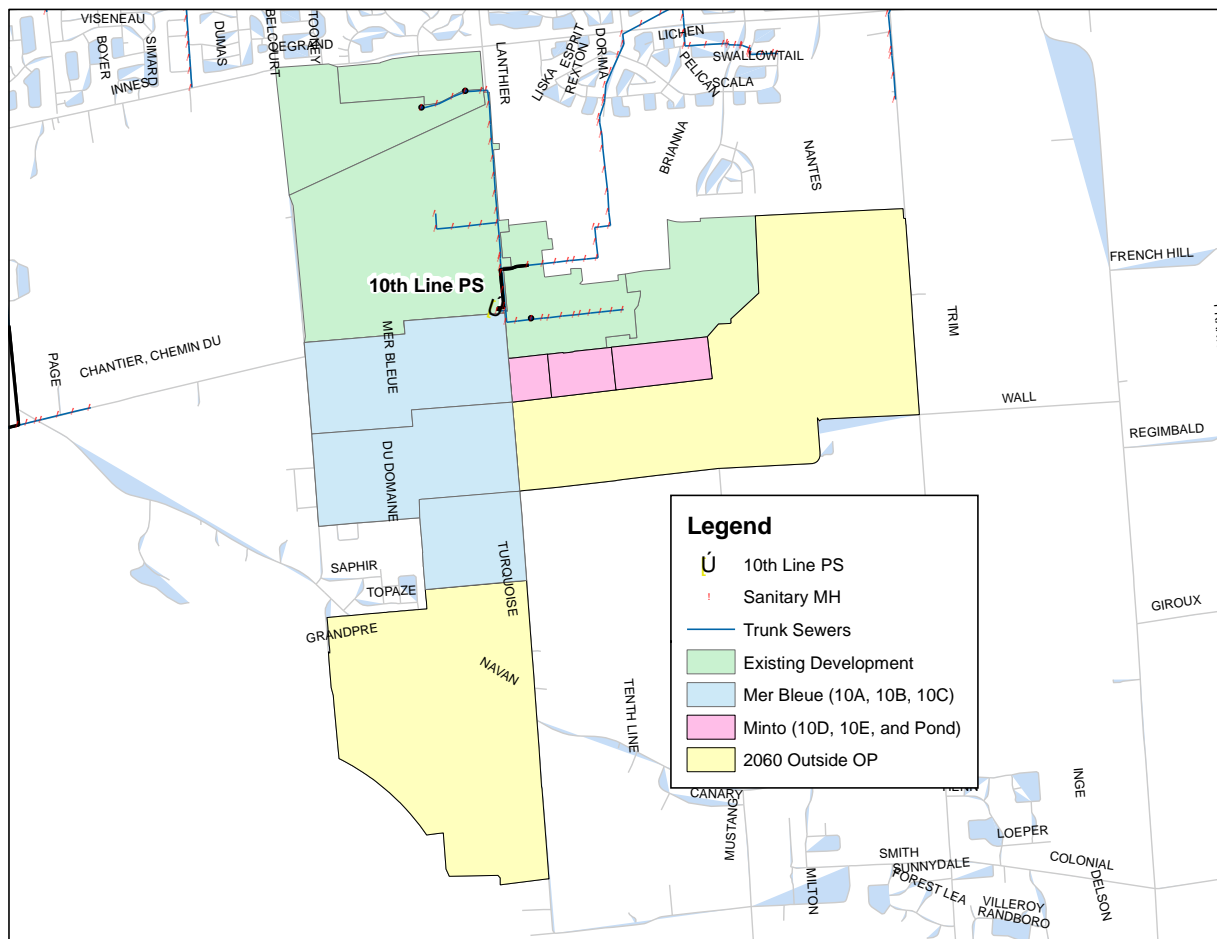 VISENEAU
BOYER
SIMARD
DUMAS
BELCOURT
TOONEY
DEGRAND
INNES
LANTHIER
LISKA
ESPRIT
REXTON
DORIMA
LICHEN
PELICAN
SWALLOWTAIL
SCALA
BRIANNA
NANTES
FRENCH HILL
10th Line PS
TRIM
MER BLEUE
CHANTIER, CHEMIN DU
PAGE
WALL
REGIMBALD
DU DOMAINE
TURQUOISE
SAPHIR
TOPAZE
GRANDPRE
NAVAN
TENTH LINE
GIROUX
Legend
10th Line PS
Sanitary MH
Trunk Sewers
Existing Development
Mer Bleue (10A, 10B, 10C)
Minto (10D, 10E, and Pond)
2060 Outside OP
CANARY
MUSTANG
INGE
LOEPER
SMITH
SUNNYDALE
COLONIAL
FOREST LEA
MILTON
VILLEROY
RANDBORO
DELSON